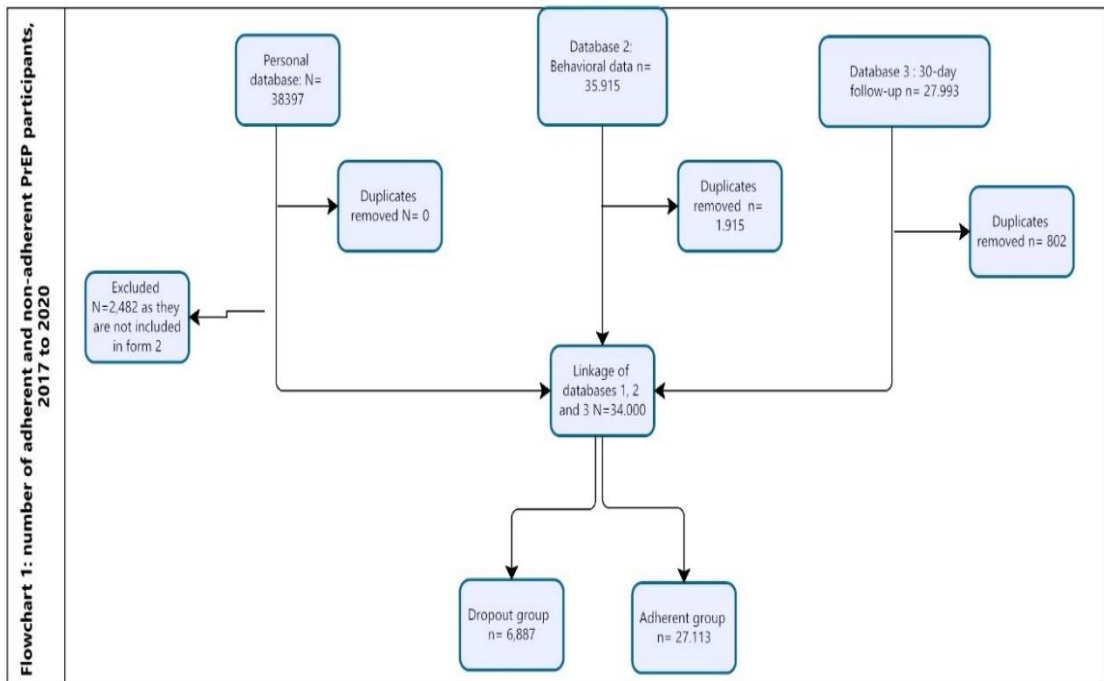 Flowchart 1: number of adherent and non-adherent PrEP participants,
2017 to 2020
Personal
database: N=
38397
Database 2:
Behavioral data n=
35.915
Database 3 : 30-day
follow-up n= 27.993
Duplicates
removed N= 0
Duplicates
removed n=
1.915
Duplicates
removed n= 802
Excluded
N=2,482 as they
are not included
in form 2
Linkage of
databases 1, 2
and 3 N=34.000
Dropout group
n= 6,887
Adherent group
n= 27.113